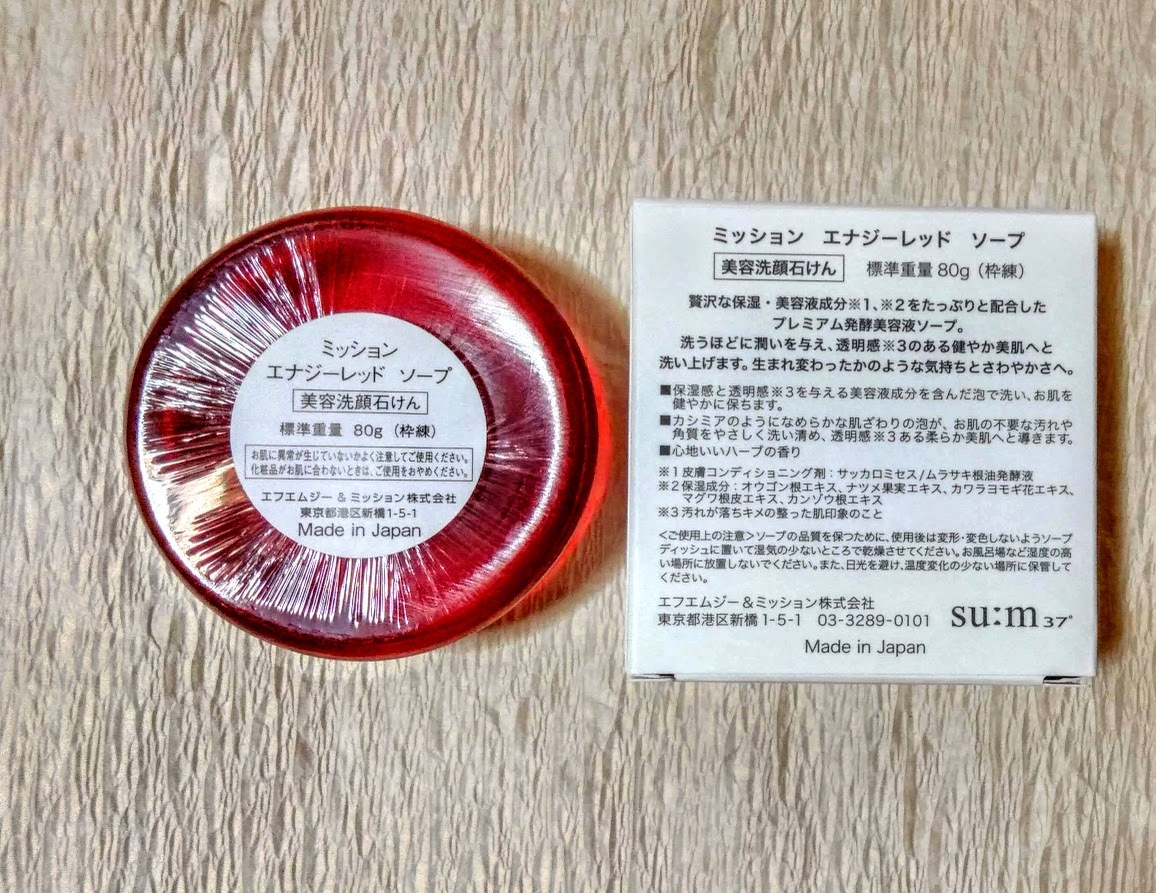 ミッション
エナジーレッド ソープ
美容洗顔石けん
標準重量 80g (枠練)
お肌に異常が生じていないかよく注意してご使用ください。
化粧品がお肌に合わないときは、ご使用をおやめください。
エフエムジー&ミッション株式会社
東京都港区新橋1-5-1
Made in Japan
ミッション エナジーレッド ソープ
美容洗顔石けん 標準重量 80g (枠練)
贅沢な保湿・美容液成分※1、※2をたっぷりと配合した
プレミアム発酵美容液ソープ。
洗うほどに潤いを与え、透明感※3のある健やか美肌へと
洗い上げます。生まれ変わったかのような気持ちとさわやかさへ。
■保湿感と透明感※3を与える美容液成分を含んだ泡で洗い、お肌を
健やかに保ちます。
■カシミアのようになめらかな肌ざわりの泡が、お肌の不要な汚れや
角質をやさしく洗い清め、透明感※3ある柔らか美肌へと導きます。
■心地いいハーブの香り
※1 皮膚コンディショニング剤：サッカロミセス/ムラサキ根油発酵液
※2 保湿成分：オウゴン根エキス、ナツメ果実エキス、カワラヨモギ花エキス、
マグワ根皮エキス、カンゾウ根エキス
※3 汚れが落ちキメの整った肌印象のこと
<ご使用上の注意>ソープの品質を保つために、使用後は変形・変色しないようソープ
ディッシュに置いて湿気の少ないところで乾燥させてください。お風呂場など湿度の高
い場所に放置しないでください。また、日光を避け、温度変化の少ない場所に保管して
ください。
エフエムジー&ミッション株式会社
東京都港区新橋1-5-1 03-3289-0101
su:m 37°
Made in Japan